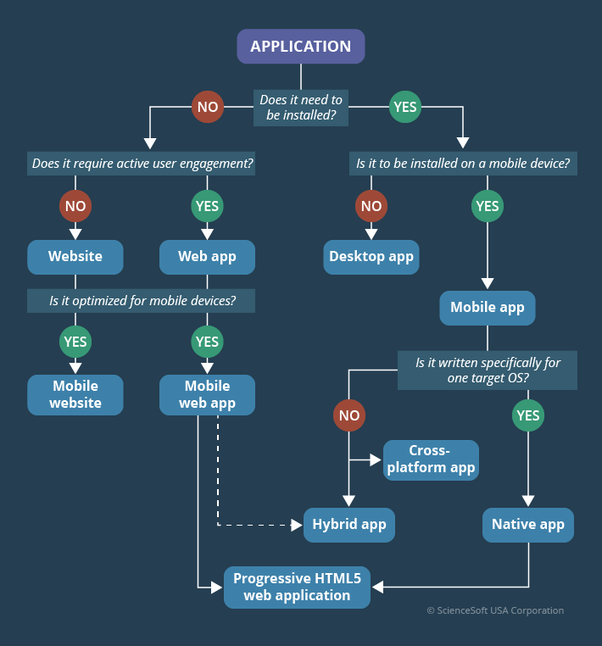 APPLICATION
Does it need to
be installed?
NO
YES
Does it require active user engagement?
Is it to be installed on a mobile device?
NO
YES
NO
YES
Website
Web app
Desktop app
Is it optimized for mobile devices?
Mobile app
YES
YES
Is it written specifically for
one target OS?
Mobile
website
Mobile
web app
NO
YES
Cross-
platform app
Hybrid app
Native app
Progressive HTML5
web application
© ScienceSoft USA Corporation